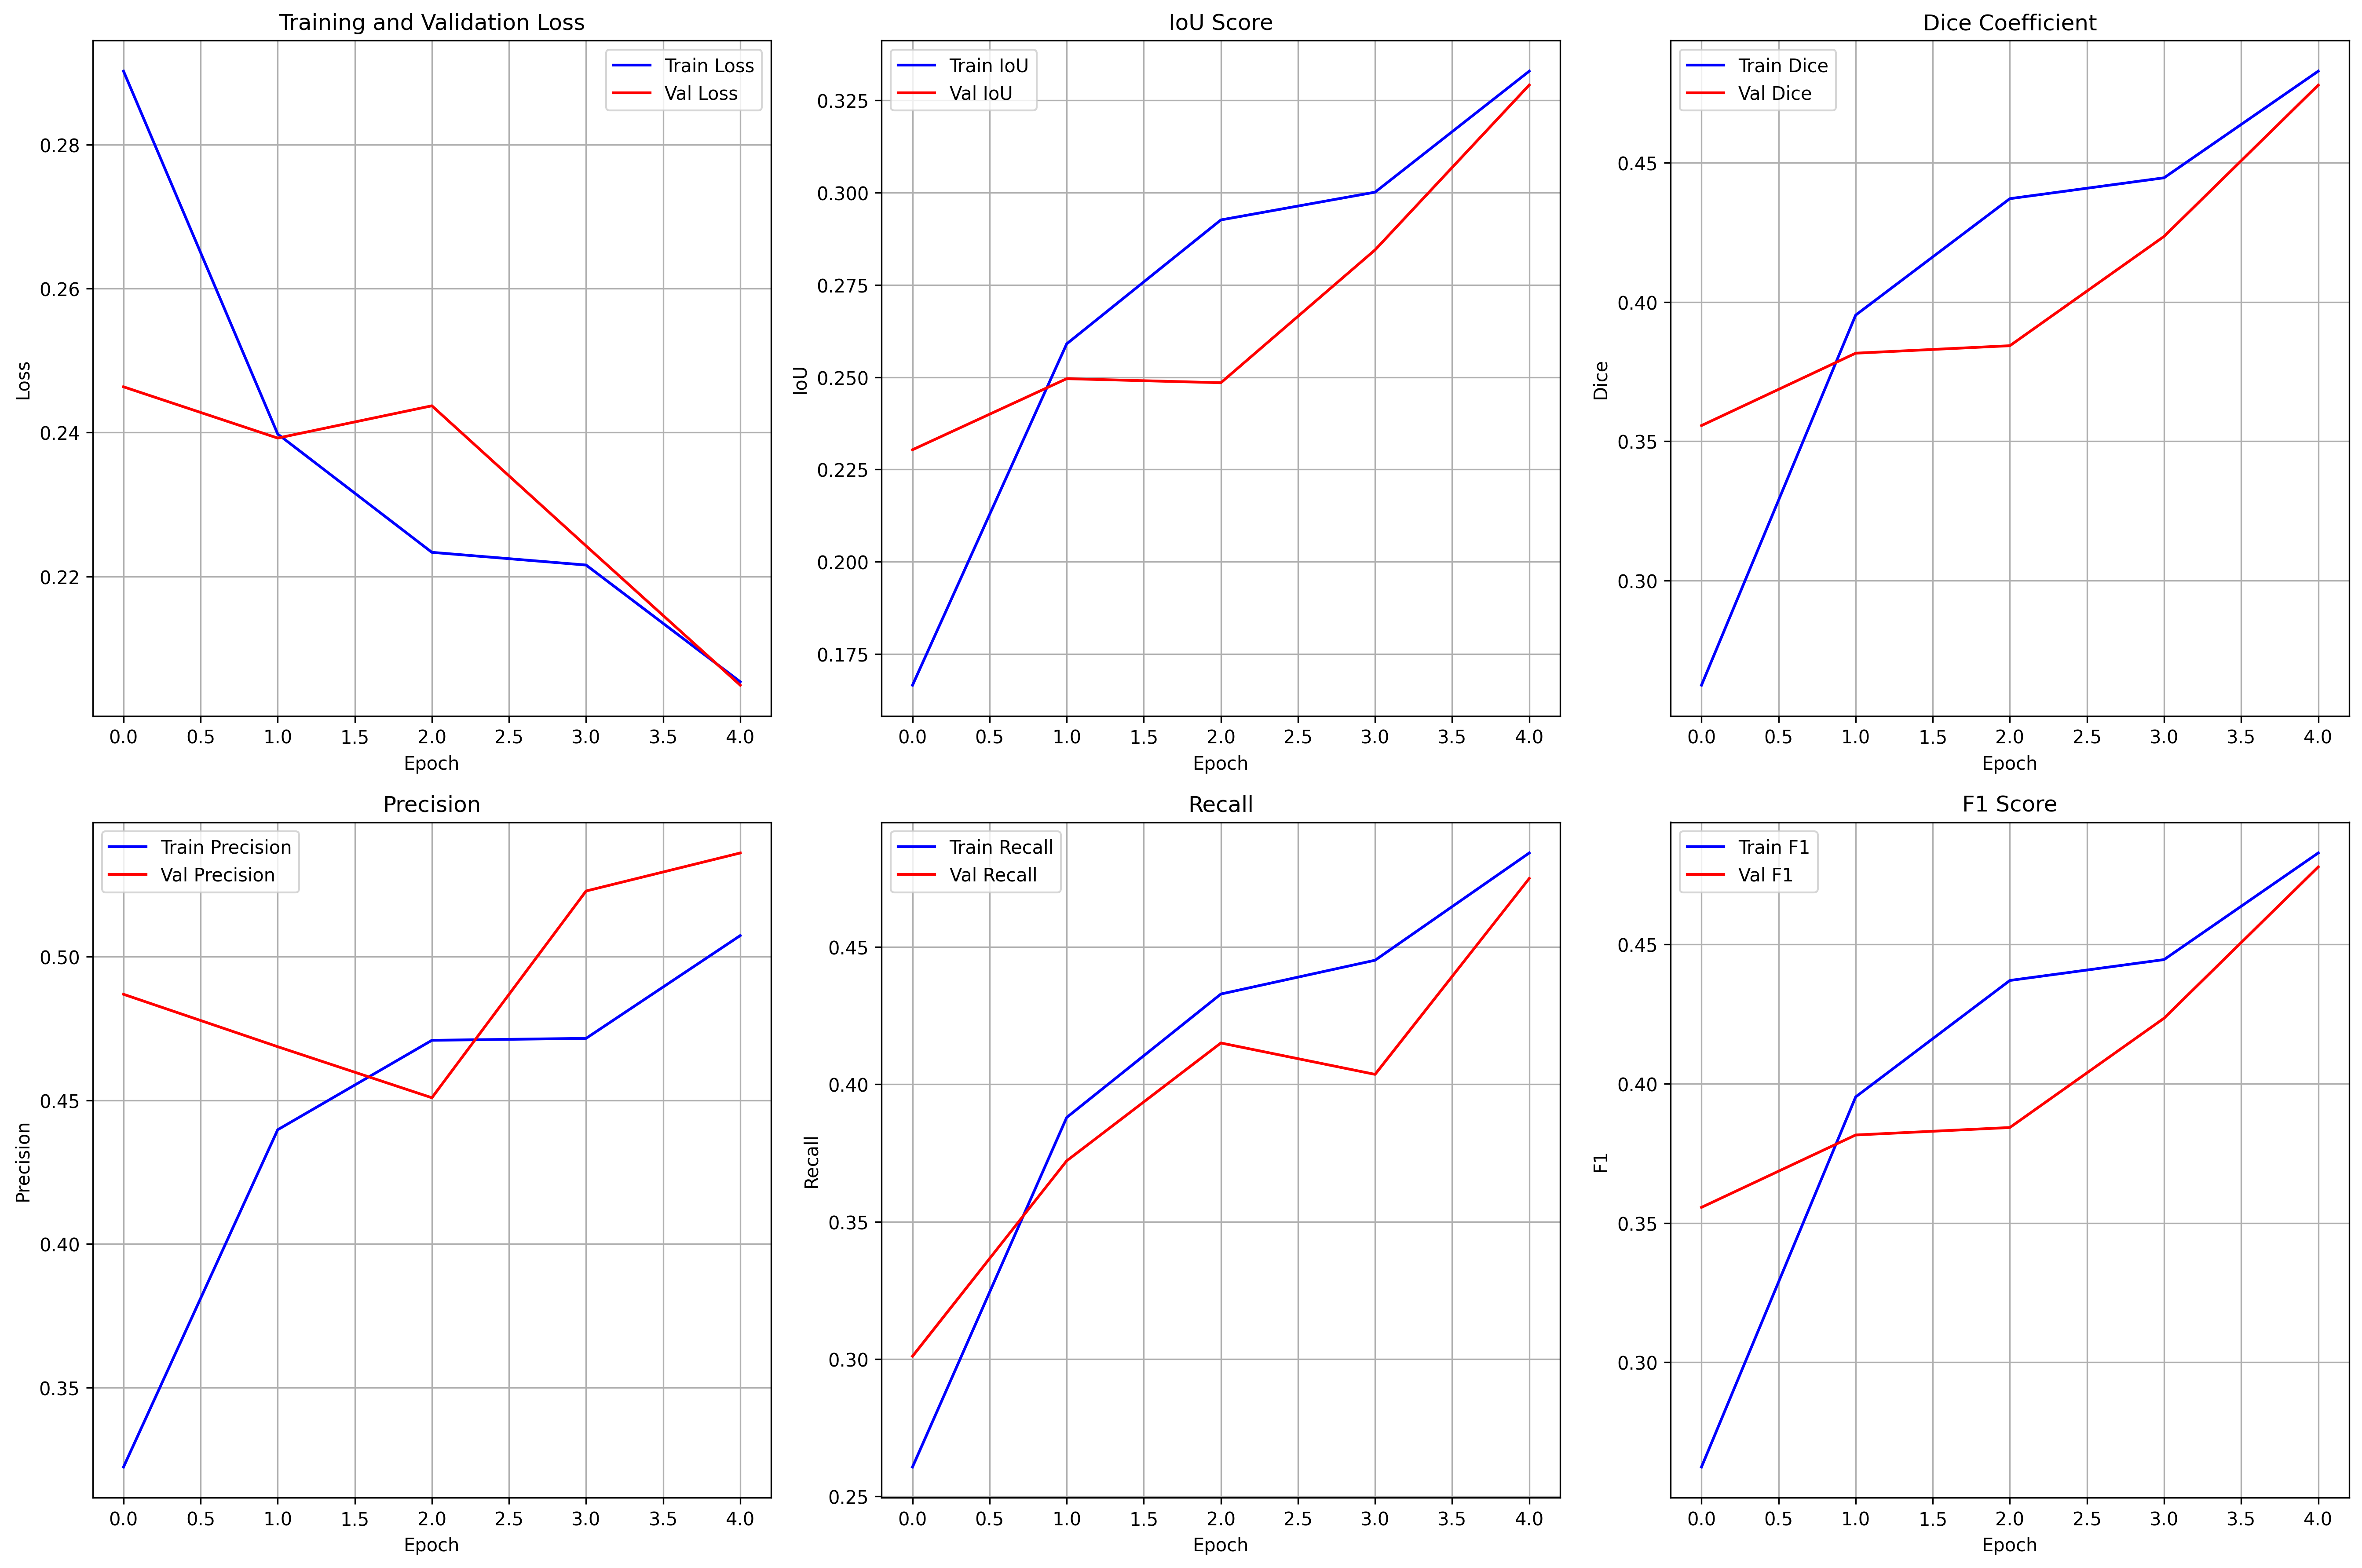 Training and Validation Loss
Train Loss
Val Loss
Loss
0.28
0.26
0.24
0.22
0.0 0.5 1.0 1.5 2.0 2.5 3.0 3.5 4.0
Epoch
IoU Score
Train IoU
Val IoU
IoU
0.325
0.300
0.275
0.250
0.225
0.200
0.175
0.0 0.5 1.0 1.5 2.0 2.5 3.0 3.5 4.0
Epoch
Dice Coefficient
Train Dice
Val Dice
Dice
0.45
0.40
0.35
0.30
0.0 0.5 1.0 1.5 2.0 2.5 3.0 3.5 4.0
Epoch
Precision
Train Precision
Val Precision
Precision
0.50
0.45
0.40
0.35
0.0 0.5 1.0 1.5 2.0 2.5 3.0 3.5 4.0
Epoch
Recall
Train Recall
Val Recall
Recall
0.45
0.40
0.35
0.30
0.25
0.0 0.5 1.0 1.5 2.0 2.5 3.0 3.5 4.0
Epoch
F1 Score
Train F1
Val F1
F1
0.45
0.40
0.35
0.30
0.0 0.5 1.0 1.5 2.0 2.5 3.0 3.5 4.0
Epoch